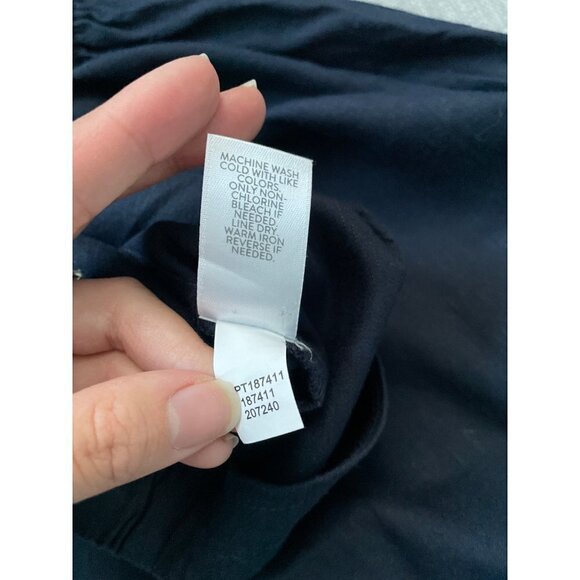 MACHINE WASH
COLD WITH LIKE
COLORS.
ONLY NON-
CHLORINE
BLEACH IF
NEEDED.
LINE DRY.
WARM IRON
REVERSE IF
NEEDED.
PT187411
187411
207240